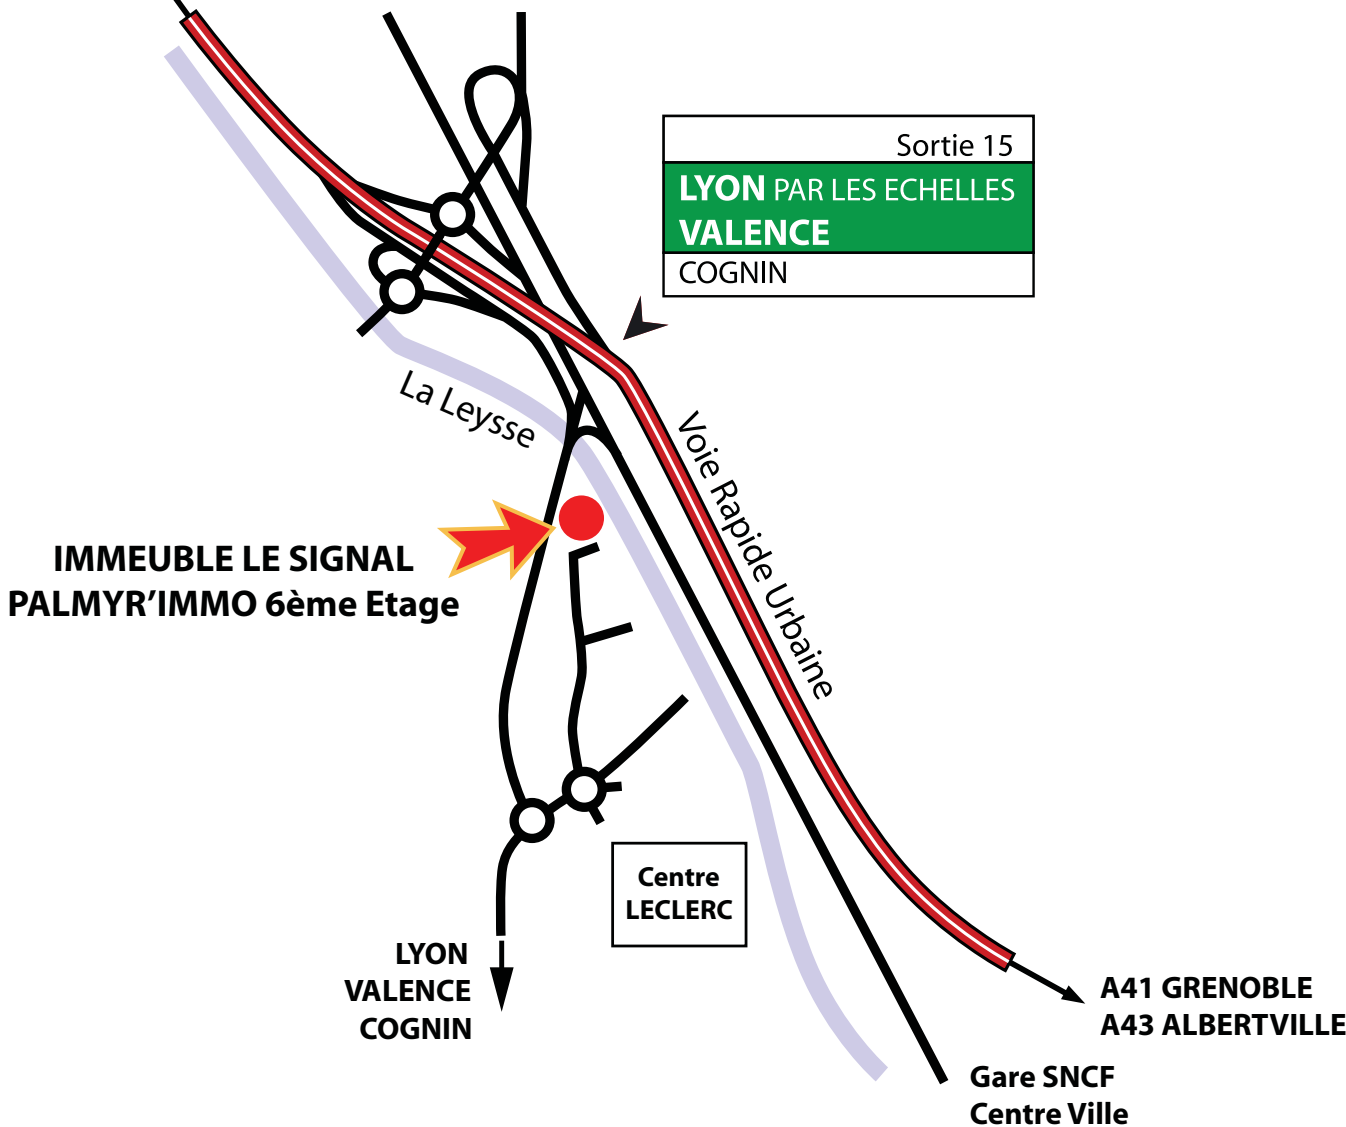 Sortie 15
LYON PAR LES ECHELLES
VALENCE
COGNIN
La Leysse
Voie Rapide Urbaine
IMMEUBLE LE SIGNAL
PALMYR'IMMO 6ème Etage
Centre
LECLERC
LYON
VALENCE
COGNIN
A41 GRENOBLE
A43 ALBERTVILLE
Gare SNCF
Centre Ville